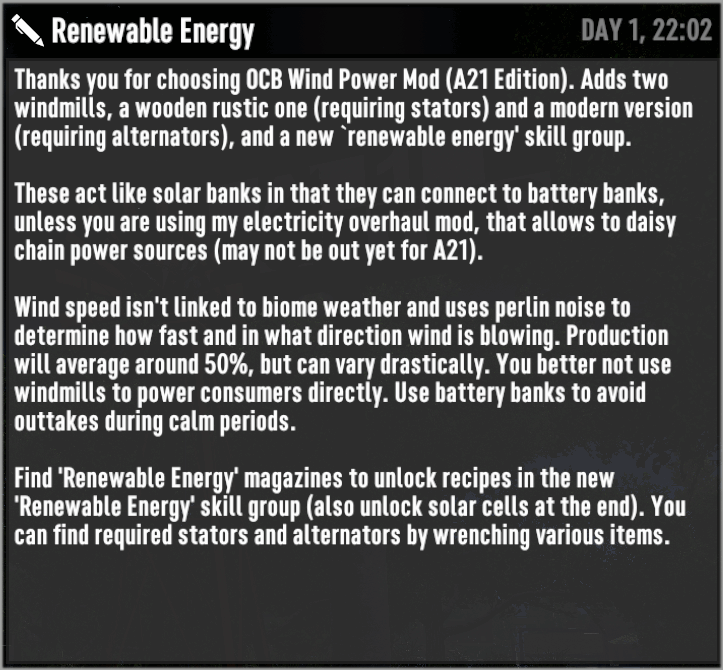 Renewable Energy
DAY 1, 22:02
Thanks you for choosing OCB Wind Power Mod (A21 Edition). Adds two
windmills, a wooden rustic one (requiring stators) and a modern version
(requiring alternators), and a new `renewable energy' skill group.
These act like solar banks in that they can connect to battery banks,
unless you are using my electricity overhaul mod, that allows to daisy
chain power sources (may not be out yet for A21).
Wind speed isn't linked to biome weather and uses perlin noise to
determine how fast and in what direction wind is blowing. Production
will average around 50%, but can vary drastically. You better not use
windmills to power consumers directly. Use battery banks to avoid
outtakes during calm periods.
Find 'Renewable Energy' magazines to unlock recipes in the new
'Renewable Energy' skill group (also unlock solar cells at the end). You
can find required stators and alternators by wrenching various items.